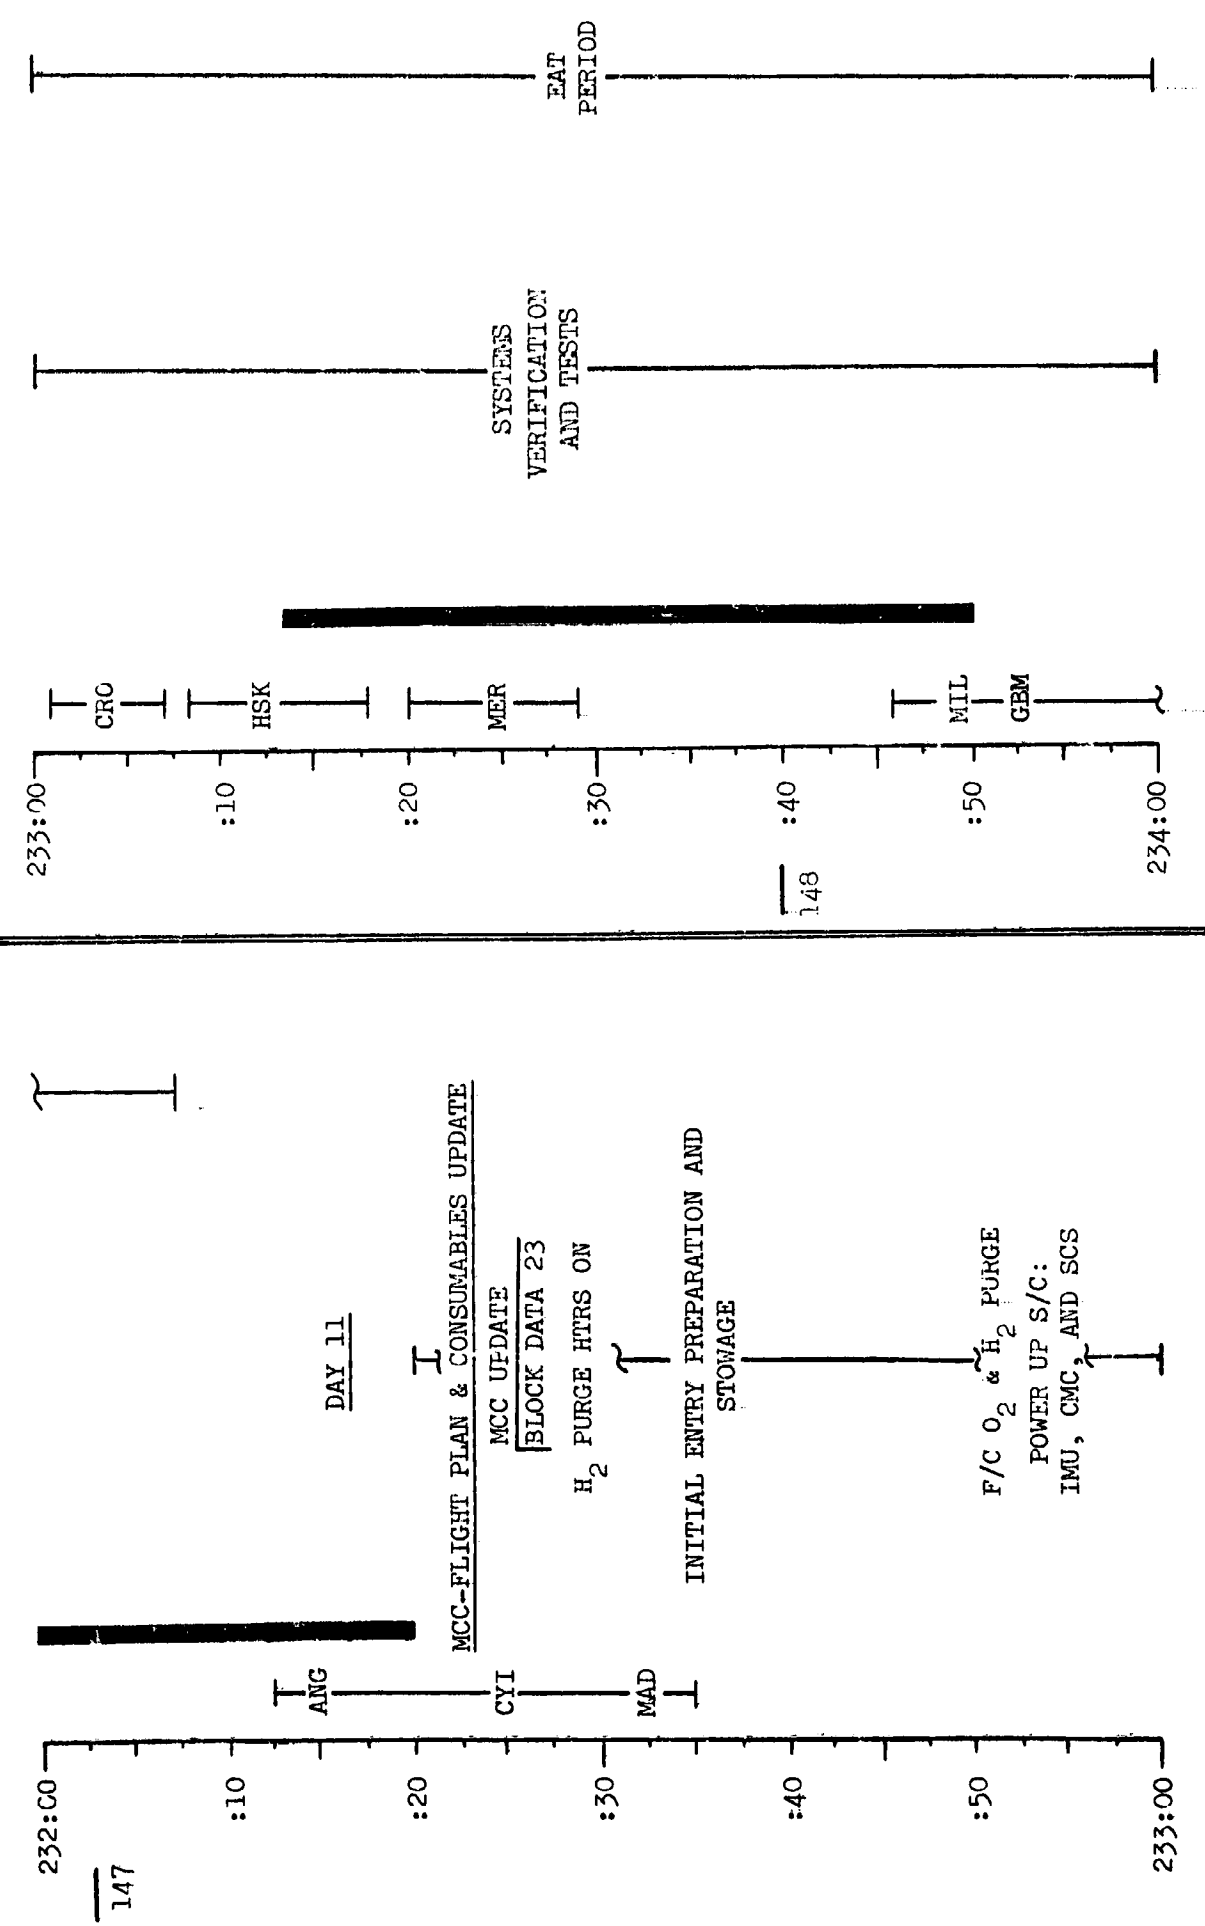 147
232:00
:10
:20
:30
:40
:50
233:00
ANG
CYI
MAD
DAY 11
MCC-FLIGHT PLAN & CONSUMABLES UPDATE
MCC UPDATE
BLOCK DATA 23
H2 PURGE HTRS ON
INITIAL ENTRY PREPARATION AND
STOWAGE
F/C O2 & H2 PURGE
POWER UP S/C:
IMU, CMC, AND SCS
148
233:00
:10
:20
:30
:40
:50
234:00
CRO
HSK
MER
MIL
GBM
SYSTEMS
VERIFICATION
AND TESTS
EAT
PERIOD